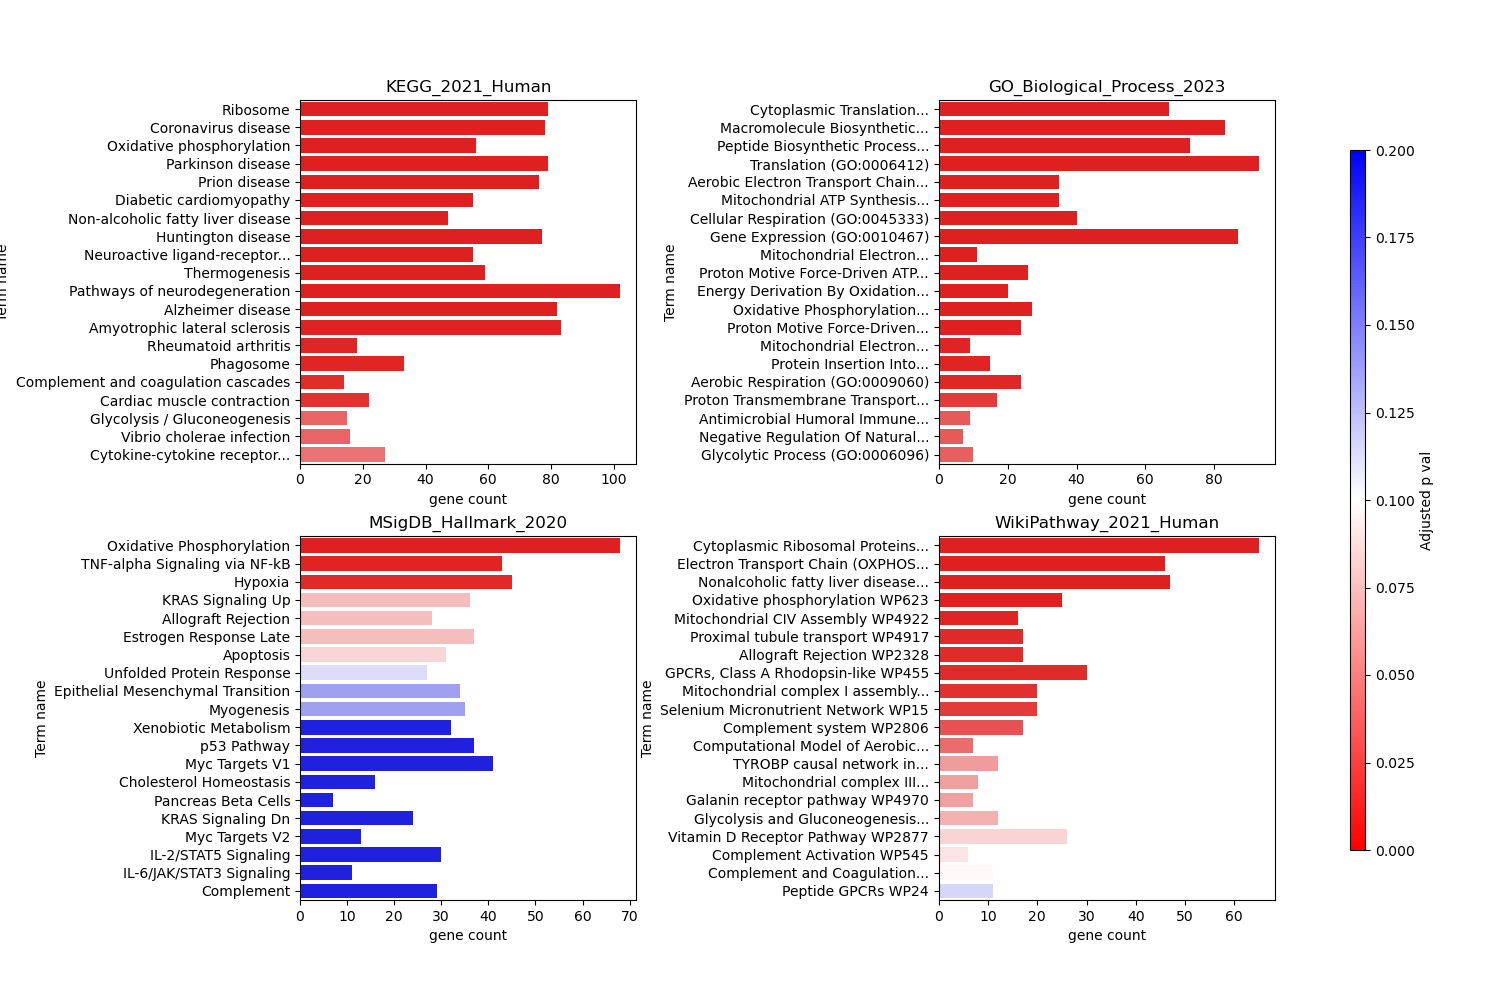 KEGG_2021_Human
Ribosome
Coronavirus disease
Oxidative phosphorylation
Parkinson disease
Prion disease
Diabetic cardiomyopathy
Non-alcoholic fatty liver disease
Huntington disease
Neuroactive ligand-receptor...
Thermogenesis
Pathways of neurodegeneration
Alzheimer disease
Amyotrophic lateral sclerosis
Rheumatoid arthritis
Phagosome
Complement and coagulation cascades
Cardiac muscle contraction
Glycolysis / Gluconeogenesis
Vibrio cholerae infection
Cytokine-cytokine receptor...
Term name
0 20 40 60 80 100
gene count
GO_Biological_Process_2023
Cytoplasmic Translation...
Macromolecule Biosynthetic...
Peptide Biosynthetic Process...
Translation (GO:0006412)
Aerobic Electron Transport Chain...
Mitochondrial ATP Synthesis...
Cellular Respiration (GO:0045333)
Gene Expression (GO:0010467)
Mitochondrial Electron...
Proton Motive Force-Driven ATP...
Energy Derivation By Oxidation...
Oxidative Phosphorylation...
Proton Motive Force-Driven...
Mitochondrial Electron...
Protein Insertion Into...
Aerobic Respiration (GO:0009060)
Proton Transmembrane Transport...
Antimicrobial Humoral Immune...
Negative Regulation Of Natural...
Glycolytic Process (GO:0006096)
Term name
0 20 40 60 80
gene count
MSigDB_Hallmark_2020
Oxidative Phosphorylation
TNF-alpha Signaling via NF-kB
Hypoxia
KRAS Signaling Up
Allograft Rejection
Estrogen Response Late
Apoptosis
Unfolded Protein Response
Epithelial Mesenchymal Transition
Myogenesis
Xenobiotic Metabolism
p53 Pathway
Myc Targets V1
Cholesterol Homeostasis
Pancreas Beta Cells
KRAS Signaling Dn
Myc Targets V2
IL-2/STAT5 Signaling
IL-6/JAK/STAT3 Signaling
Complement
Term name
0 10 20 30 40 50 60 70
gene count
WikiPathway_2021_Human
Cytoplasmic Ribosomal Proteins...
Electron Transport Chain (OXPHOS...
Nonalcoholic fatty liver disease...
Oxidative phosphorylation WP623
Mitochondrial CIV Assembly WP4922
Proximal tubule transport WP4917
Allograft Rejection WP2328
GPCRs, Class A Rhodopsin-like WP455
Mitochondrial complex I assembly...
Selenium Micronutrient Network WP15
Complement system WP2806
Computational Model of Aerobic...
TYROBP causal network in...
Mitochondrial complex III...
Galanin receptor pathway WP4970
Glycolysis and Gluconeogenesis...
Vitamin D Receptor Pathway WP2877
Complement Activation WP545
Complement and Coagulation...
Peptide GPCRs WP24
Term name
0 10 20 30 40 50 60
gene count
0.200
0.175
0.150
0.125
0.100
0.075
0.050
0.025
0.000
Adjusted p val